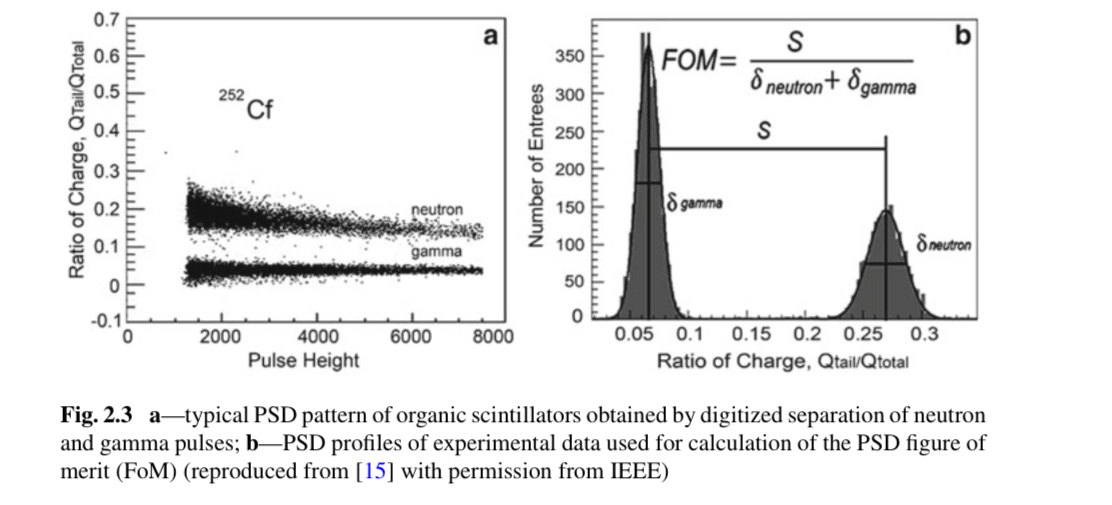 0.7
0.6
0.5
0.4
0.3
0.2
0.1
0
-0.1
Ratio of Charge, QTail/QTotal
a
252Cf
neutron
gamma
0 2000 4000 6000 8000
Pulse Height
350
300
250
200
150
100
50
0
Number of Entrees
b
FOM= S
δ neutron+ δ gamma
S
δ gamma
δ neutron
0.05 0.1 0.15 0.2 0.25 0.3
Ratio of Charge, Qtail/Qtotal
Fig. 2.3 a—typical PSD pattern of organic scintillators obtained by digitized separation of neutron
and gamma pulses; b—PSD profiles of experimental data used for calculation of the PSD figure of
merit (FoM) (reproduced from [15] with permission from IEEE)